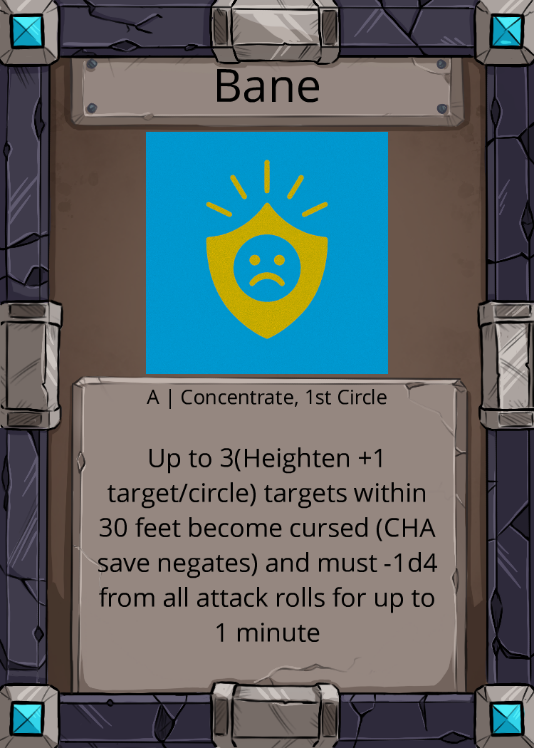 Bane
A | Concentrate, 1st Circle
Up to 3(Heighten +1
target/circle) targets within
30 feet become cursed (CHA
save negates) and must -1d4
from all attack rolls for up to
1 minute